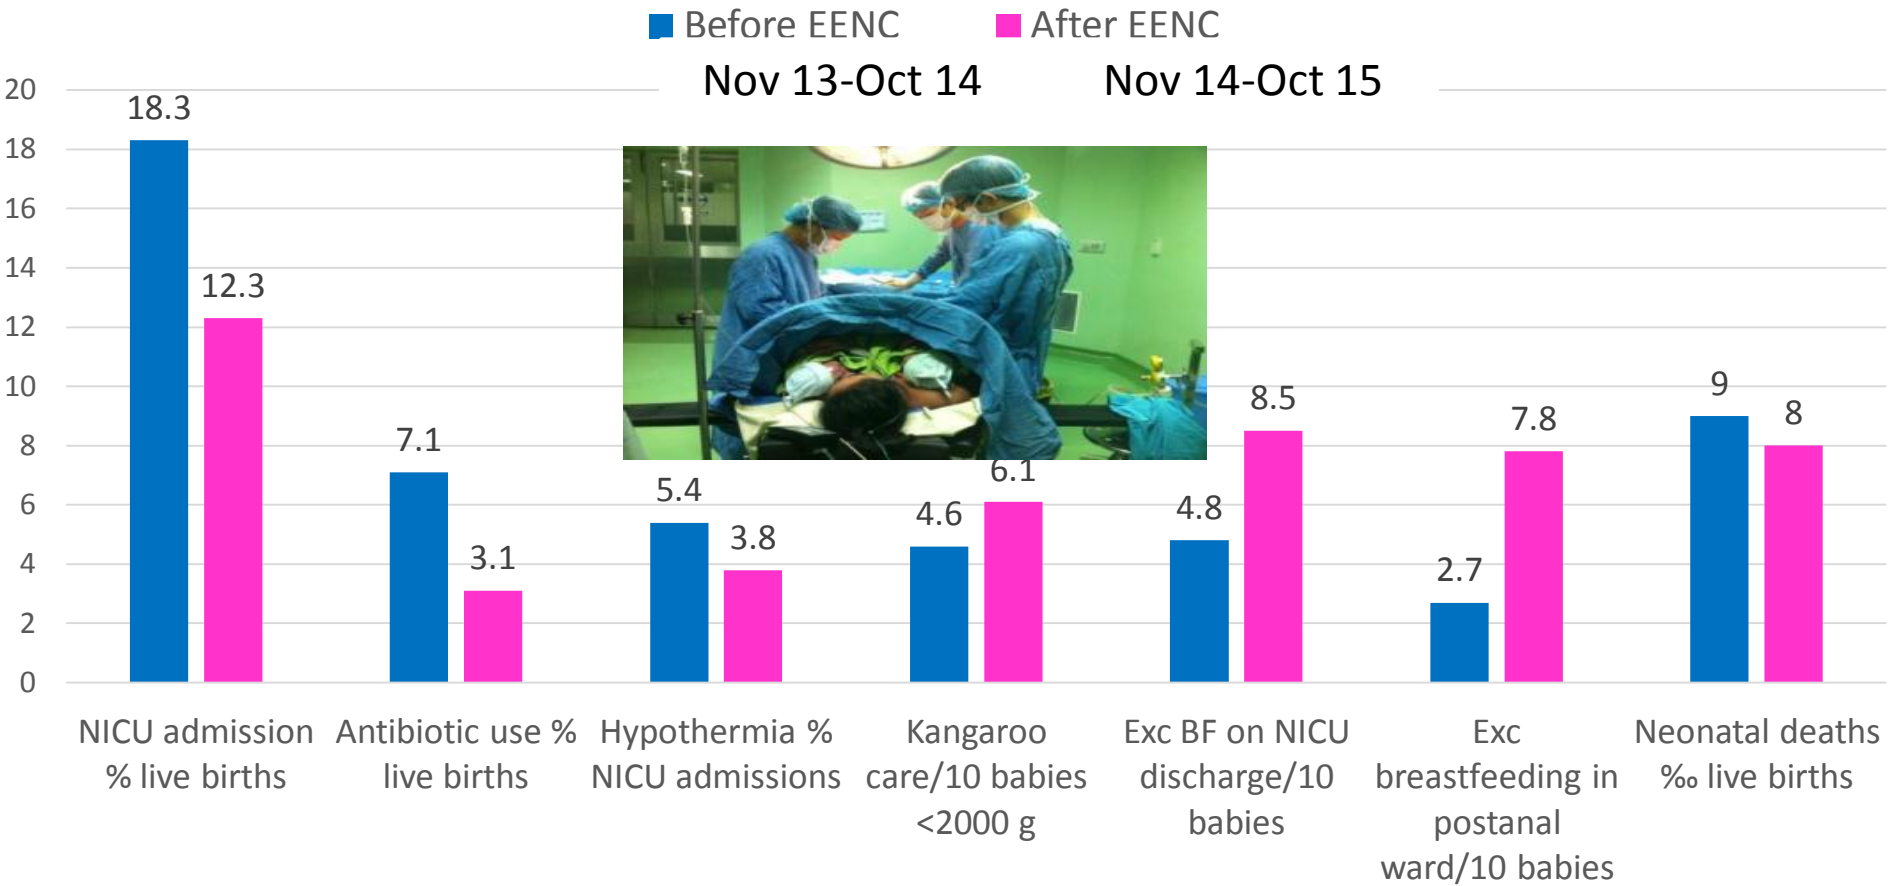 Before EENC
After EENC
Nov 13-Oct 14
Nov 14-Oct 15
20
18
16
14
12
10
8
6
4
2
0
18.3
12.3
7.1
3.1
5.4
3.8
4.6
6.1
4.8
8.5
2.7
7.8
9
8
NICU admission
% live births
Antibiotic use %
live births
Hypothermia %
NICU admissions
Kangaroo
care/10 babies
<2000 g
Exc BF on NICU
discharge/10
babies
Exc
breastfeeding in
postanal
ward/10 babies
Neonatal deaths
‰ live births